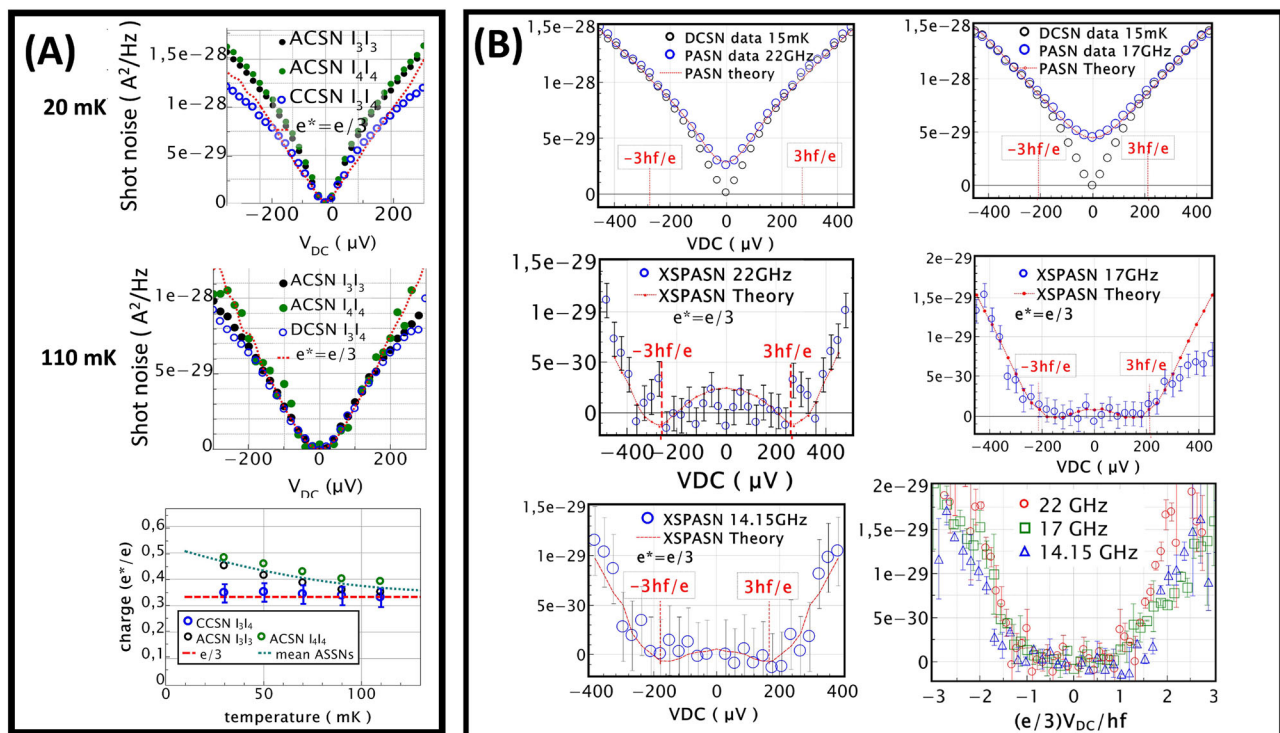 (A)
20 mK
Shot noise ( A²/Hz
1,5e−28
1e−28
5e−29
0
ACSN I₃I₃
ACSN I₄I₄
CCSN I₃I₄
e*=e/3
−200 0 200
V_DC ( µV)
110 mK
Shot noise ( A²/Hz
1e−28
5e−29
0
ACSN I₃I₃
ACSN I₄I₄
DCSN I₃I₄
e*=e/3
−200 0 200
V_DC ( µV)
charge (e*/e)
0,6
0,5
0,4
0,3
0,2
0,1
0
CCSN I₃I₄
ACSN I₃I₃ ACSN I₄I₄
e/3 mean ASSNs
0 50 100
temperature ( mK)
(B)
1,5e−28
1e−28
5e−29
0
DCSN data 15mK
PASN data 22GHz
PASN theory
−3hf/e 3hf/e
−400 −200 0 200 400
VDC ( µV)
1,5e−28
1e−28
5e−29
0
DCSN data 15mK
PASN data 17GHz
PASN Theory
−3hf/e 3hf/e
−400 −200 0 200 400
VDC ( µV)
1,5e−29
1e−29
5e−30
0
XSPASN 22GHz
XSPASN Theory
e*=e/3
−3hf/e 3hf/e
−400 −200 0 200 400
VDC ( µV)
2e−29
1,5e−29
1e−29
5e−30
0
XSPASN 17GHz
XSPASN Theory
e*=e/3
−3hf/e 3hf/e
−400 −200 0 200 400
VDC ( µV)
1,5e−29
1e−29
5e−30
0
XSPASN 14.15GHz
XSPASN Theory
e*=e/3
−3hf/e 3hf/e
−400 −200 0 200 400
VDC ( µV)
2e−29
1,5e−29
1e−29
5e−30
0
22 GHz
17 GHz
14.15 GHz
−3 −2 −1 0 1 2 3
(e/3)V_DC/hf